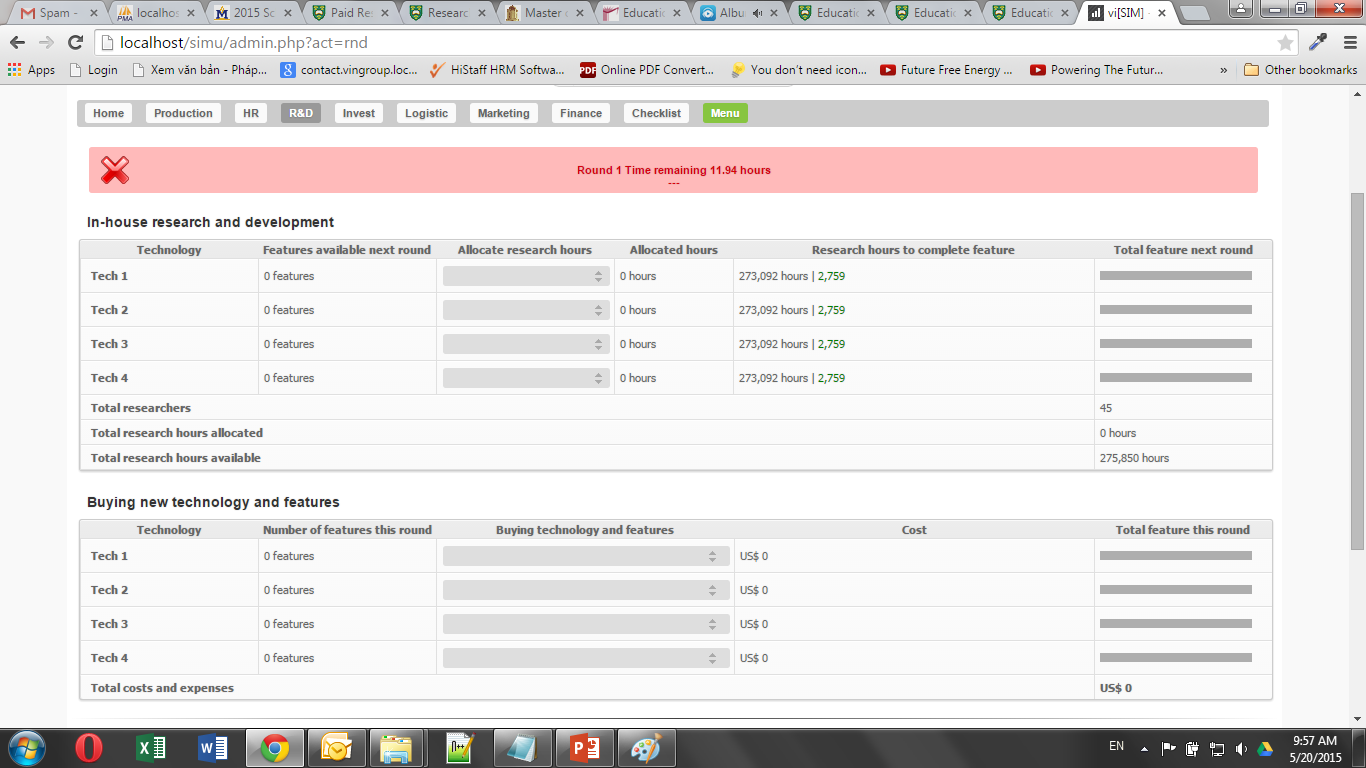 Spam -
localhos
2015 Sc
Paid Res
Researc
Master o
Educatio
Albu
Educatio
Educatio
Educatio
vi[SIM] -
localhost/simu/admin.php?act=rnd
Apps Login Xem văn bản - Pháp... contact.vingroup.loc... HiStaff HRM Softwa... Online PDF Convert... You don't need icon... Future Free Energy ... Powering The Futur... » Other bookmarks
Home Production HR R&D Invest Logistic Marketing Finance Checklist Menu
Round 1 Time remaining 11.94 hours
---
In-house research and development
Technology Features available next round Allocate research hours Allocated hours Research hours to complete feature Total feature next round
Tech 1 0 features 0 hours 273,092 hours | 2,759
Tech 2 0 features 0 hours 273,092 hours | 2,759
Tech 3 0 features 0 hours 273,092 hours | 2,759
Tech 4 0 features 0 hours 273,092 hours | 2,759
Total researchers 45
Total research hours allocated 0 hours
Total research hours available 275,850 hours
Buying new technology and features
Technology Number of features this round Buying technology and features Cost Total feature this round
Tech 1 0 features US$ 0
Tech 2 0 features US$ 0
Tech 3 0 features US$ 0
Tech 4 0 features US$ 0
Total costs and expenses US$ 0
EN 9:57 AM
5/20/2015